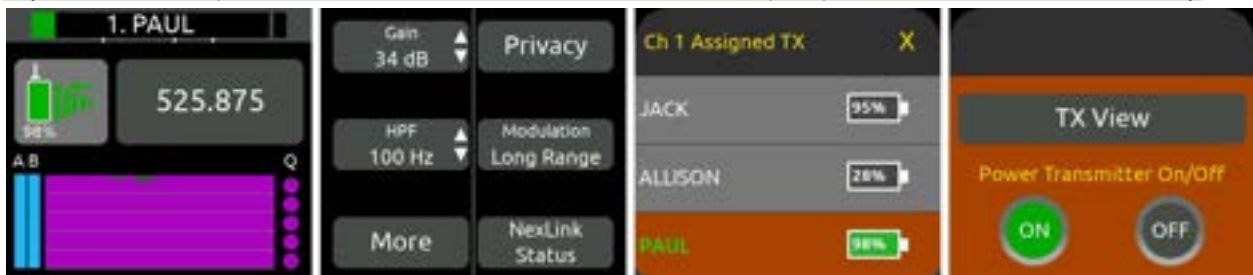 1. PAUL
98%
525.875
A B
Q
Gain
34 dB
Privacy
HPF
100 Hz
Modulation
Long Range
More
NexLink
Status
Ch 1 Assigned TX
X
JACK
95%
ALLISON
28%
PAUL
98%
TX View
Power Transmitter On/Off
ON
OFF